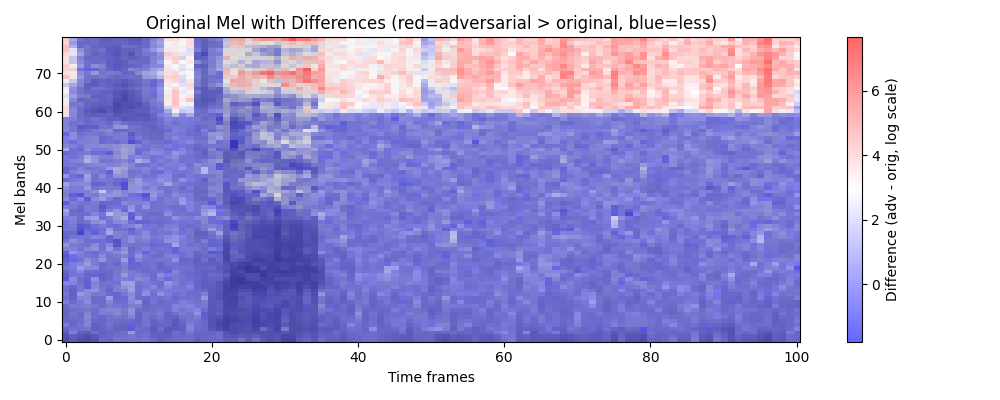 Original Mel with Differences (red=adversarial > original, blue=less)
Mel bands
70
60
50
40
30
20
10
0
0 20 40 60 80 100
Time frames
6
4
2
0
Difference (adv - orig, log scale)